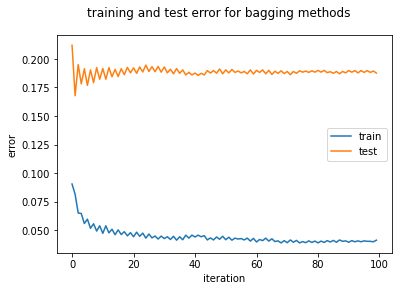 training and test error for bagging methods
error
0.200
0.175
0.150
0.125
0.100
0.075
0.050
train
test
0
20
40
60
80
100
iteration